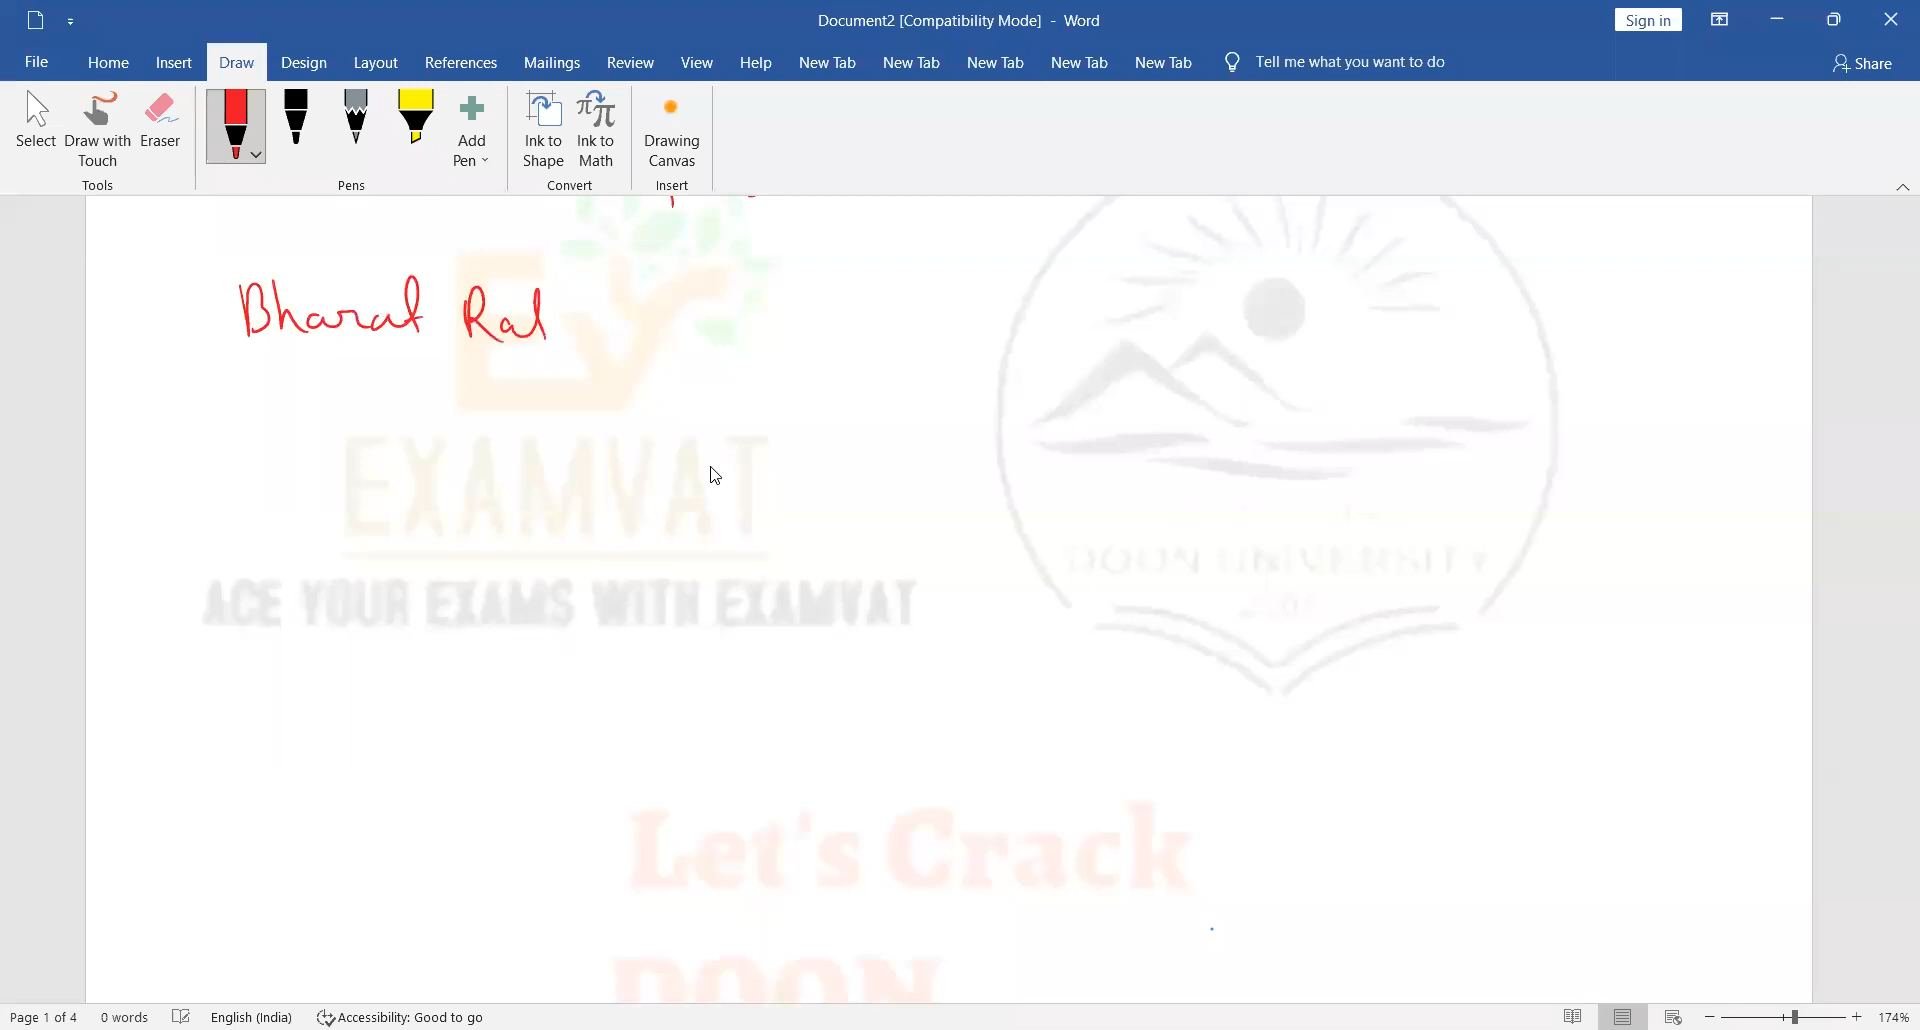 Document2 [Compatibility Mode] - Word
Sign in
File Home Insert Draw Design Layout References Mailings Review View Help New Tab New Tab New Tab New Tab New Tab Tell me what you want to do Share
Select Draw with Touch Eraser Add Pen Ink to Shape Ink to Math Drawing Canvas
Tools Pens Convert Insert
Bharat Rat
Ey
EXAMVAT
ACE YOUR EXAMS WITH EXAMVAT
DOON UNIVERSITY
Let's Crack
DOON
Page 1 of 4 0 words English (India) Accessibility: Good to go 174%